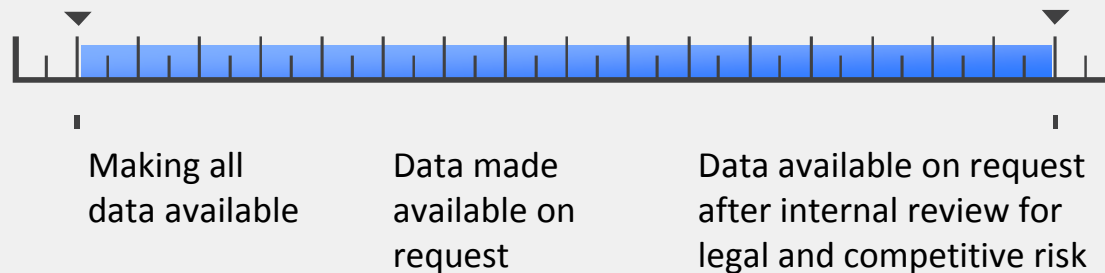 Making all
data available
Data made
available on
request
Data available on request
after internal review for
legal and competitive risk